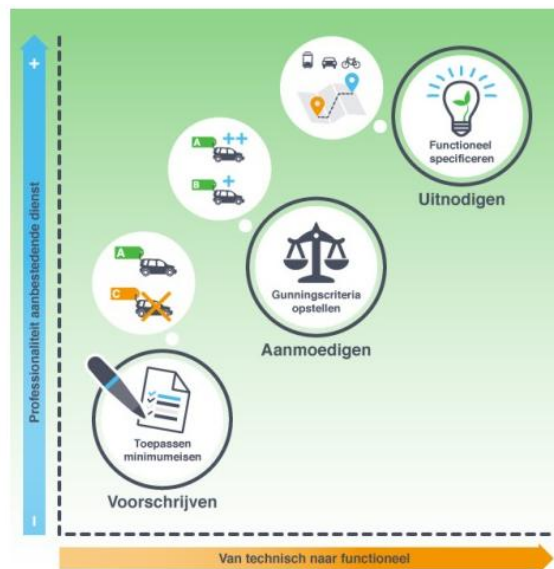 +
Professionaliteit aanbestedende dienst
−
Functioneel
specificeren
Uitnodigen
A ++
B +
Gunningscriteria
opstellen
Aanmoedigen
A
C
Toepassen
minimumeisen
Voorschrijven
Van technisch naar functioneel